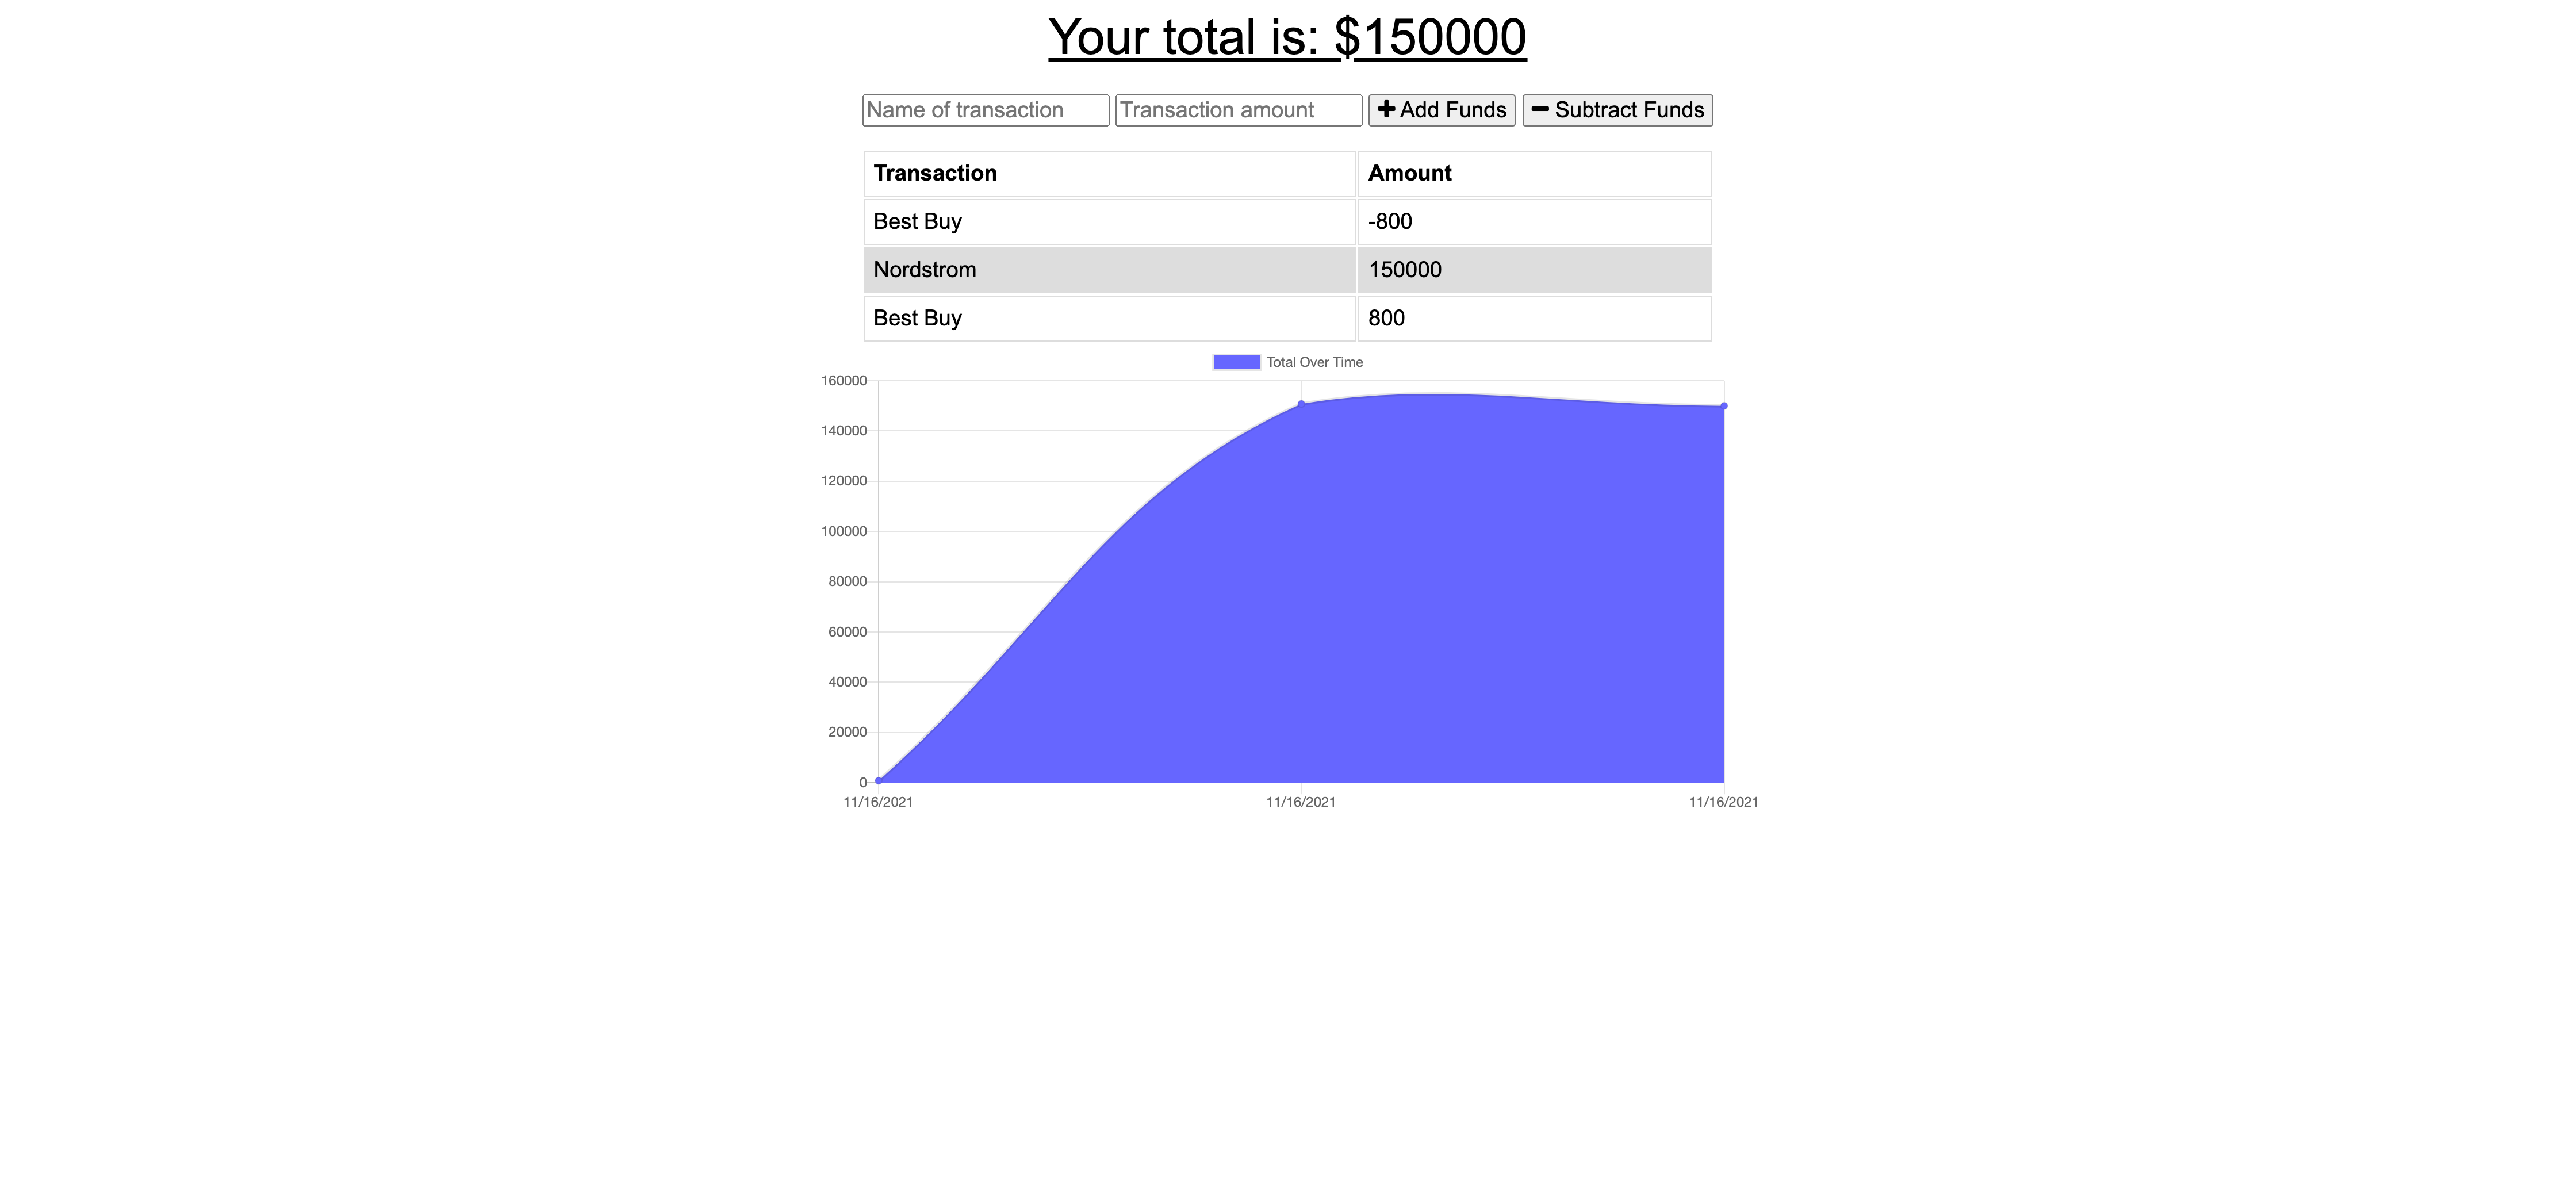 Your total is: $150000
Name of transaction Transaction amount Add Funds Subtract Funds
Transaction Amount
Best Buy -800
Nordstrom 150000
Best Buy 800
Total Over Time
160000
140000
120000
100000
80000
60000
40000
20000
0
11/16/2021 11/16/2021 11/16/2021